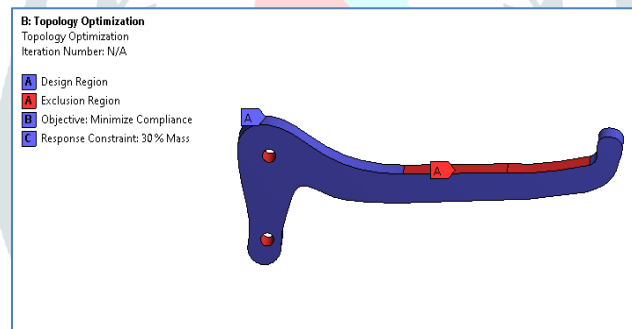 B: Topology Optimization
Topology Optimization
Iteration Number: N/A
A Design Region
A Exclusion Region
B Objective: Minimize Compliance
C Response Constraint: 30 % Mass
A
A